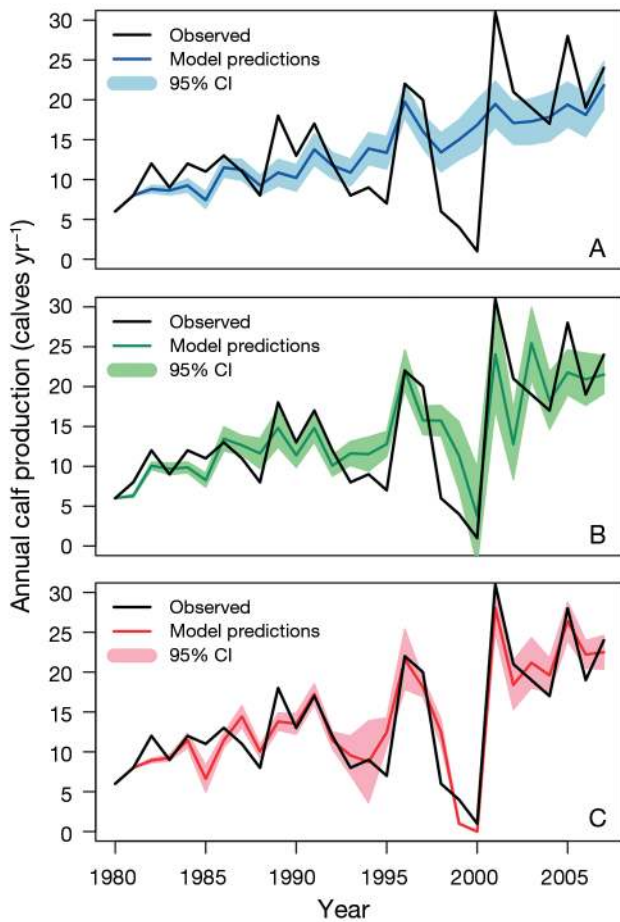 Annual calf production (calves yr⁻¹)
30
25
20
15
10
5
0
Observed
Model predictions
95% CI
A
30
25
20
15
10
5
0
Observed
Model predictions
95% CI
B
30
25
20
15
10
5
0
Observed
Model predictions
95% CI
C
1980 1985 1990 1995 2000 2005
Year